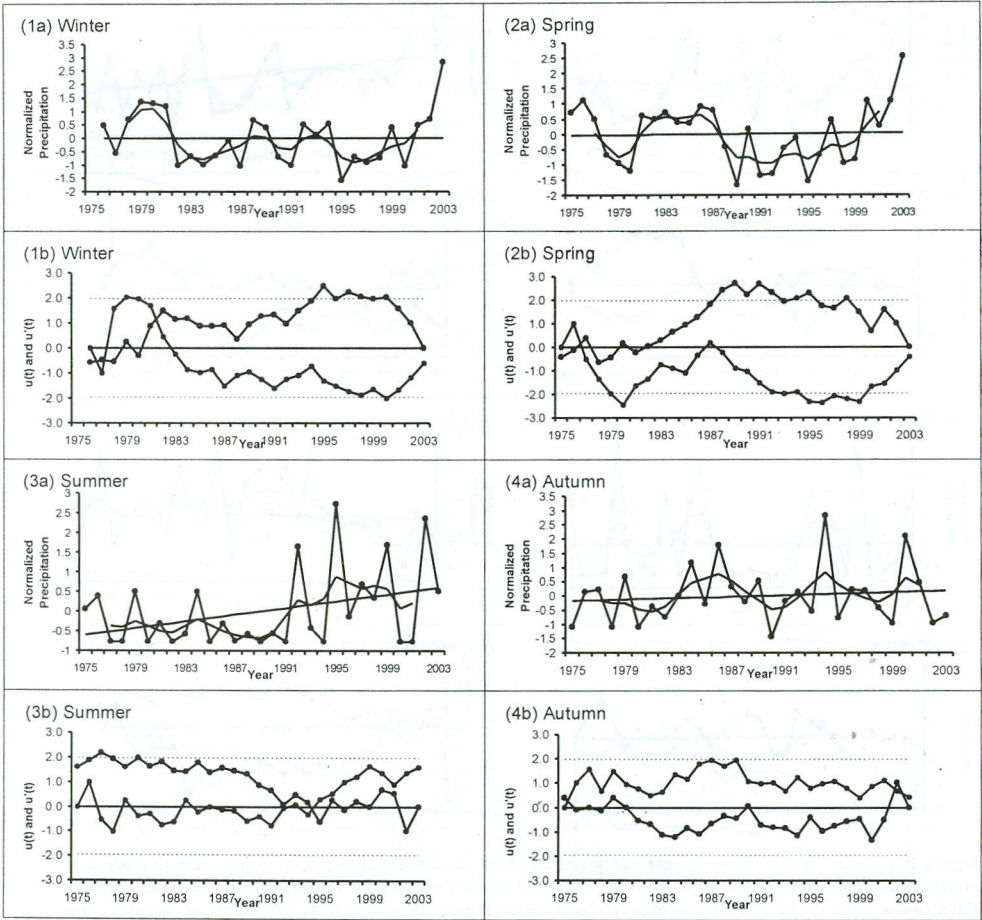 (1a) Winter
Normalized
Precipitation
3.5
3
2.5
2
1.5
1
0.5
0
-0.5
-1
-1.5
-2
1975 1979 1983 1987 Year 1991 1995 1999 2003
(2a) Spring
Normalized
Precipitation
3
2.5
2
1.5
1
0.5
0
-0.5
-1
-1.5
-2
1975 1979 1983 1987 Year 1991 1995 1999 2003
(1b) Winter
u(t) and u'(t)
3.0
2.0
1.0
0.0
-1.0
-2.0
-3.0
1975 1979 1983 1987 Year 1991 1995 1999 2003
(2b) Spring
u(t) and u'(t)
3.0
2.0
1.0
0.0
-1.0
-2.0
-3.0
1975 1979 1983 1987 Year 1991 1995 1999 2003
(3a) Summer
Normalized
Precipitation
3
2.5
2
1.5
1
0.5
0
-0.5
-1
1975 1979 1983 1987 1991 1995 1999 2003
Year
(4a) Autumn
Normalized
Precipitation
3.5
3
2.5
2
1.5
1
0.5
0
-0.5
-1
-1.5
-2
1975 1979 1983 1987 1991 1995 1999 2003
Year
(3b) Summer
u(t) and u'(t)
3.0
2.0
1.0
0.0
-1.0
-2.0
-3.0
1975 1979 1983 1987 1991 1995 1999 2003
Year
(4b) Autumn
u(t) and u'(t)
3.0
2.0
1.0
0.0
-1.0
-2.0
-3.0
1975 1979 1983 1987 1991 1995 1999 2003
Year